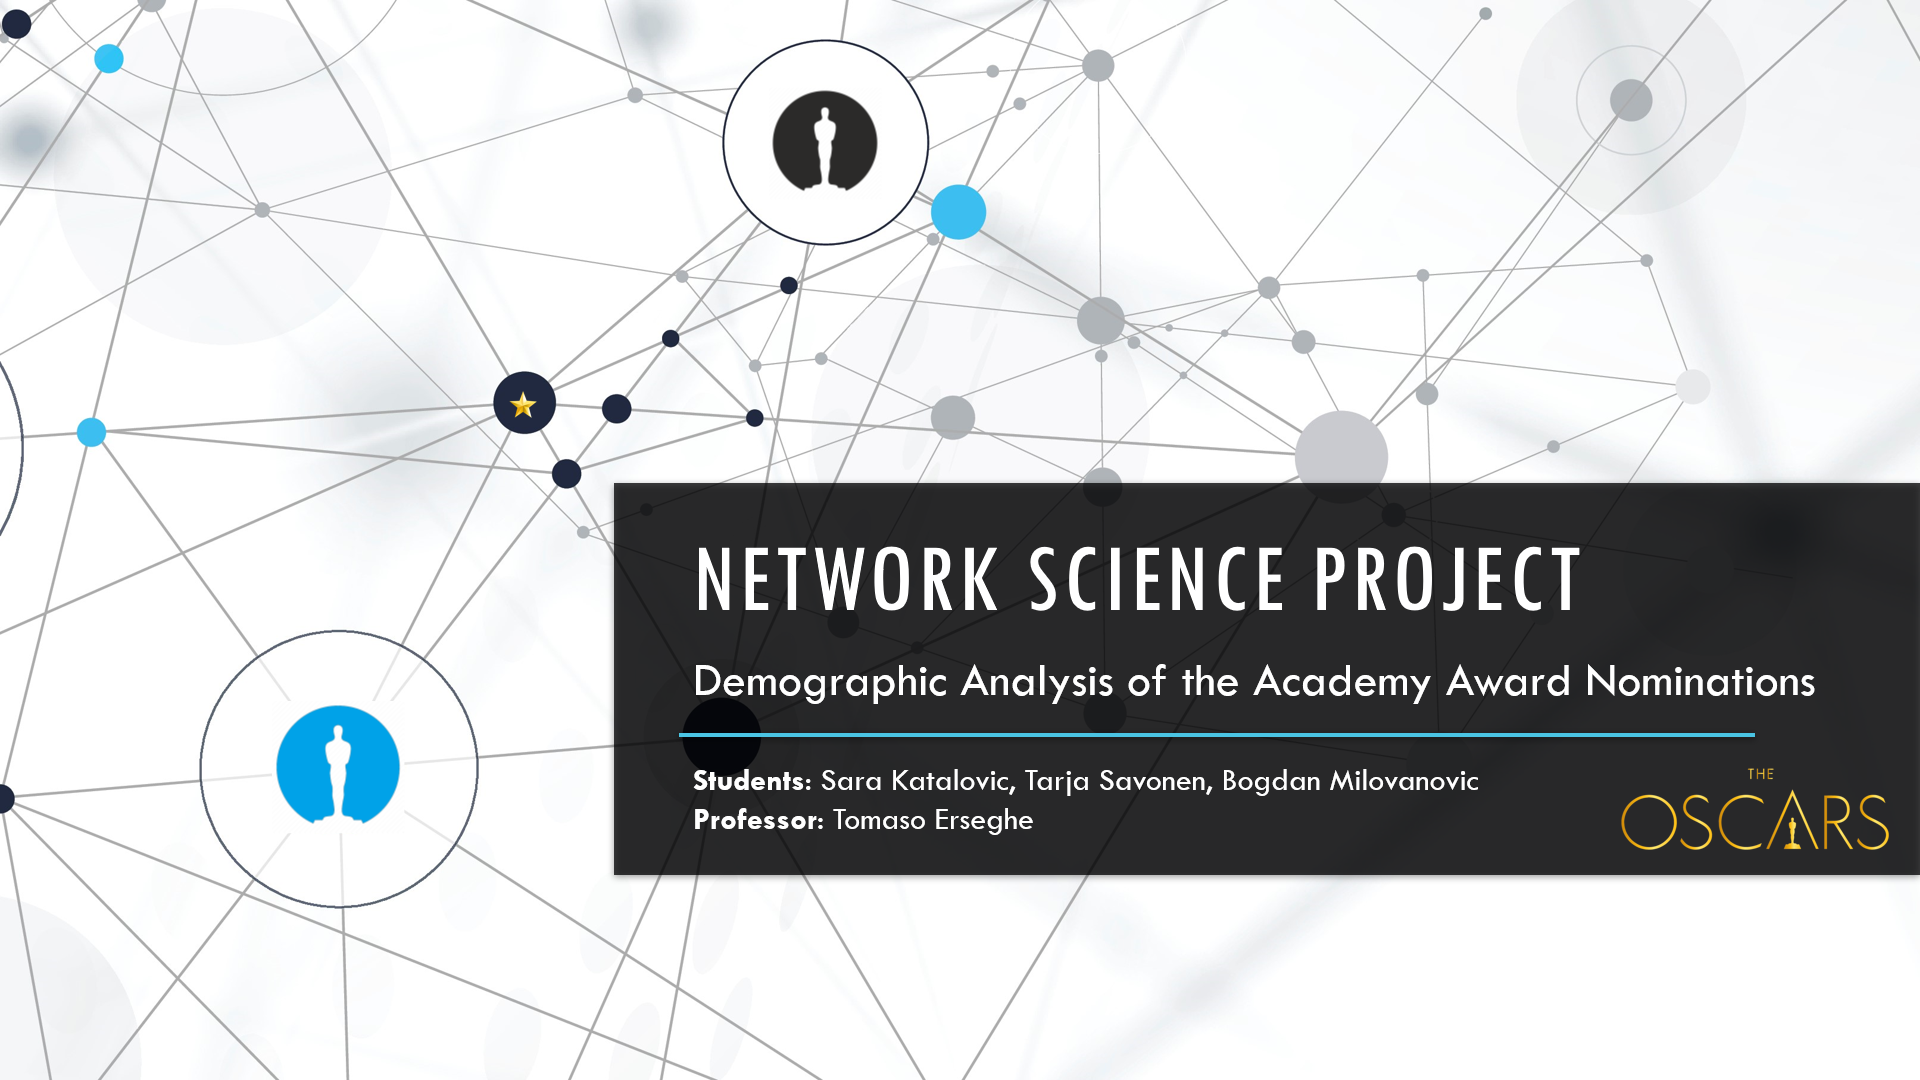 NETWORK SCIENCE PROJECT
Demographic Analysis of the Academy Award Nominations
Students: Sara Katalovic, Tarja Savonen, Bogdan Milovanovic
Professor: Tomaso Erseghe
THE
OSCARS